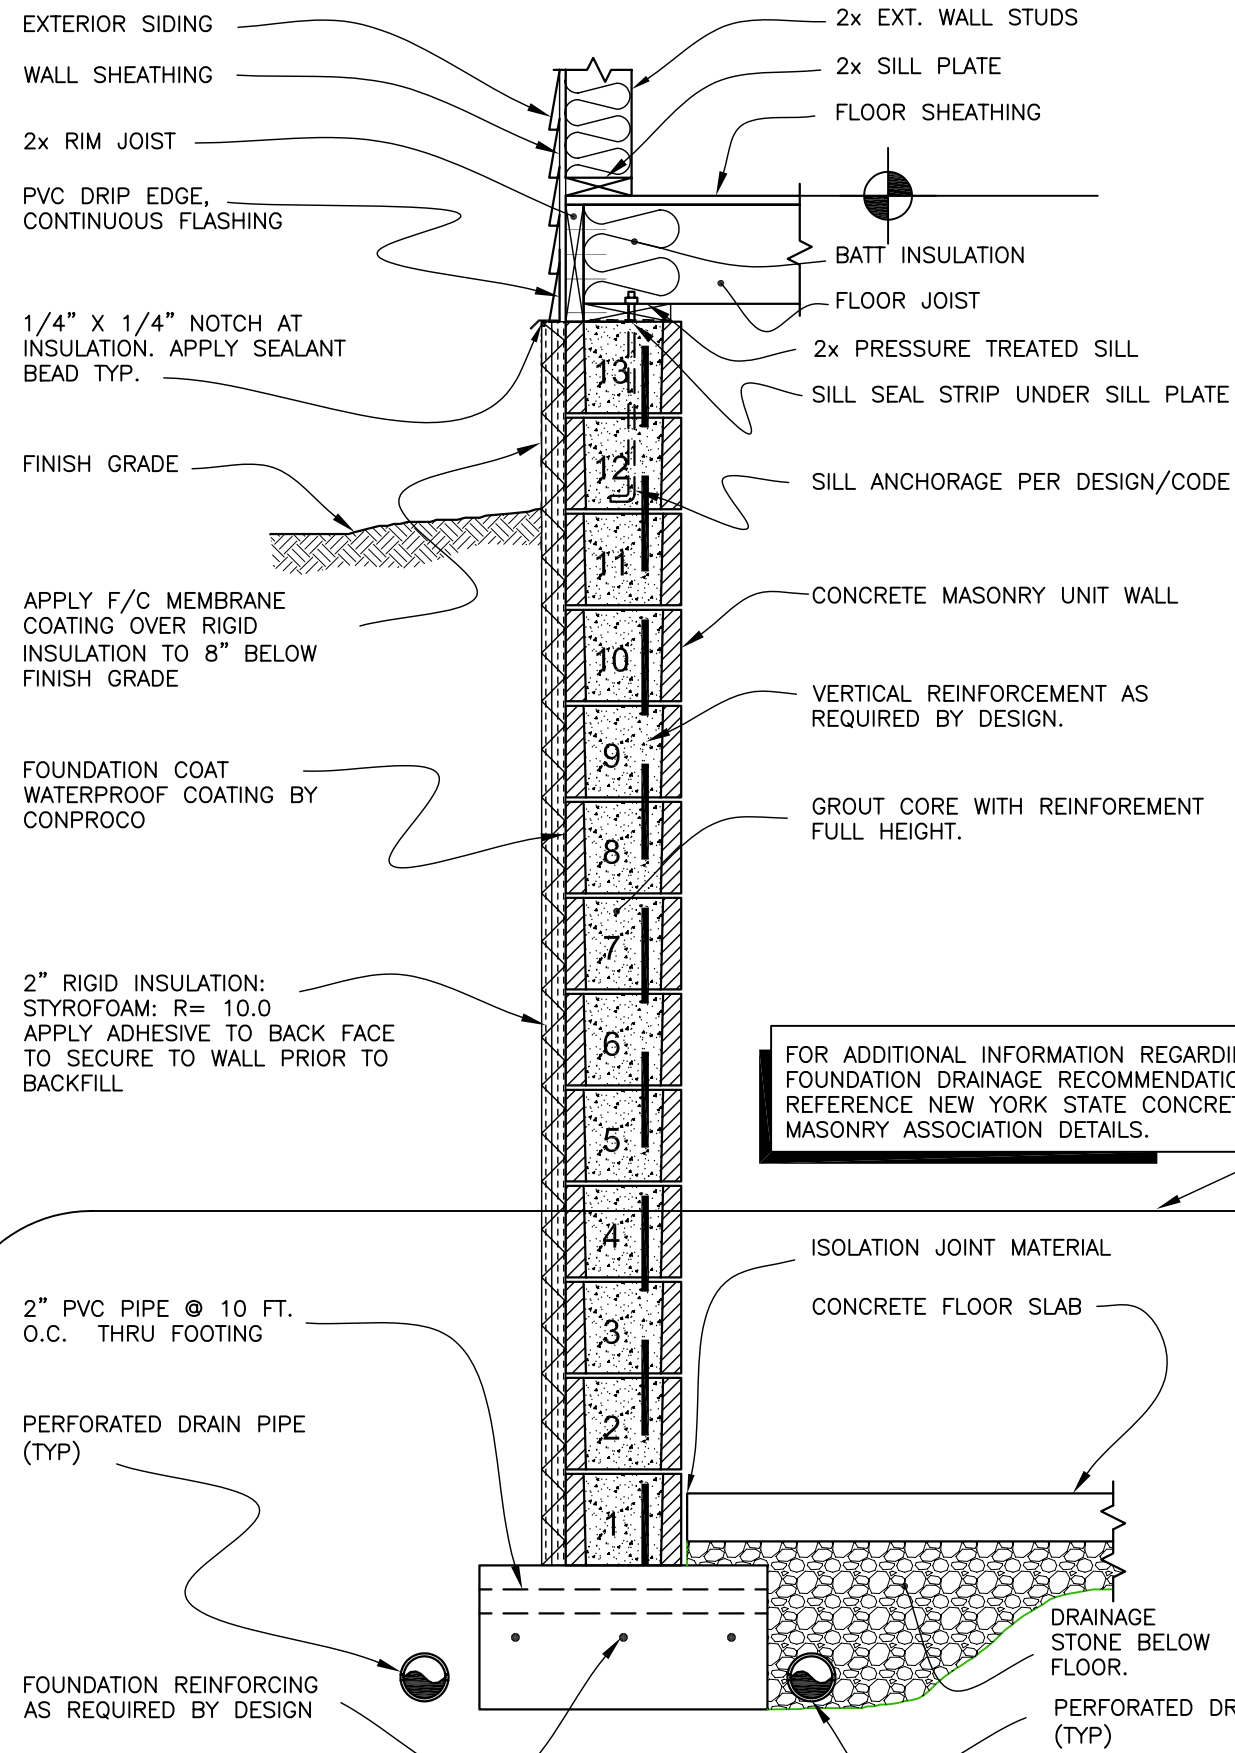 EXTERIOR SIDING
WALL SHEATHING
2x RIM JOIST
PVC DRIP EDGE,
CONTINUOUS FLASHING
1/4" X 1/4" NOTCH AT
INSULATION. APPLY SEALANT
BEAD TYP.
FINISH GRADE
APPLY F/C MEMBRANE
COATING OVER RIGID
INSULATION TO 8" BELOW
FINISH GRADE
FOUNDATION COAT
WATERPROOF COATING BY
CONPROCO
2" RIGID INSULATION:
STYROFOAM: R= 10.0
APPLY ADHESIVE TO BACK FACE
TO SECURE TO WALL PRIOR TO
BACKFILL
2" PVC PIPE @ 10 FT.
O.C. THRU FOOTING
PERFORATED DRAIN PIPE
(TYP)
FOUNDATION REINFORCING
AS REQUIRED BY DESIGN
13
12
11
10
9
8
7
6
5
4
3
2
1
2x EXT. WALL STUDS
2x SILL PLATE
FLOOR SHEATHING
BATT INSULATION
FLOOR JOIST
2x PRESSURE TREATED SILL
SILL SEAL STRIP UNDER SILL PLATE
SILL ANCHORAGE PER DESIGN/CODE
CONCRETE MASONRY UNIT WALL
VERTICAL REINFORCEMENT AS
REQUIRED BY DESIGN.
GROUT CORE WITH REINFOREMENT
FULL HEIGHT.
FOR ADDITIONAL INFORMATION
FOUNDATION DRAINAGE
REFERENCE NEW YORK STATE
MASONRY ASSOCIATION DETAILS.
ISOLATION JOINT MATERIAL
CONCRETE FLOOR SLAB
DRAINAGE
STONE BELOW
FLOOR.
PERFORATED
(TYP)